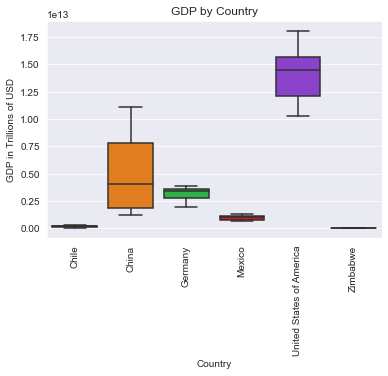 GDP by Country
1e13
GDP in Trillions of USD
1.75
1.50
1.25
1.00
0.75
0.50
0.25
0.00
Chile
China
Germany
Mexico
United States of America
Zimbabwe
Country